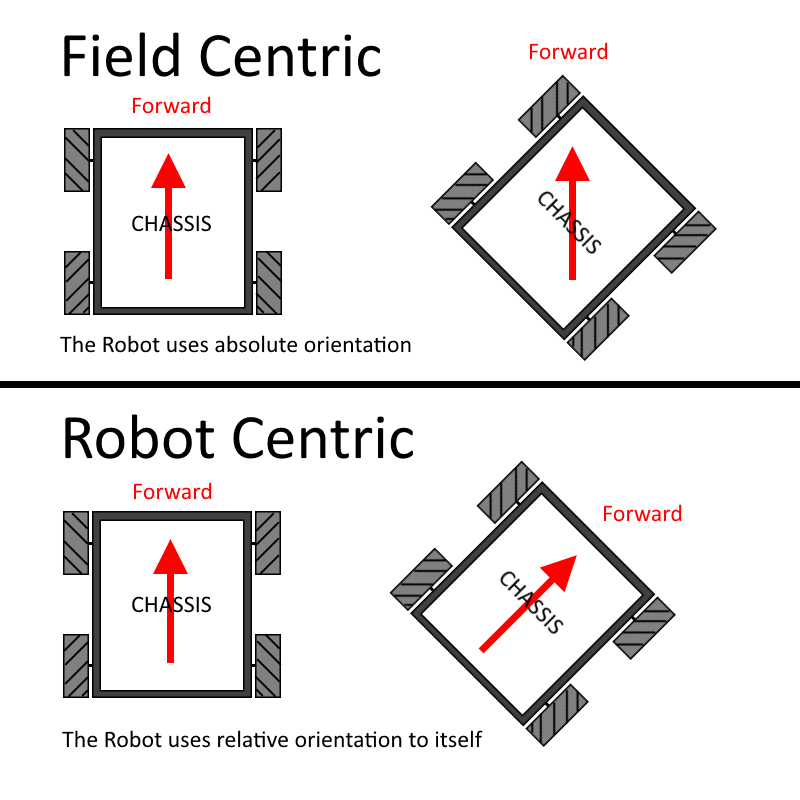 Field Centric
Forward
Forward
CHASSIS
CHASSIS
The Robot uses absolute orientation
Robot Centric
Forward
Forward
CHASSIS
CHASSIS
The Robot uses relative orientation to itself